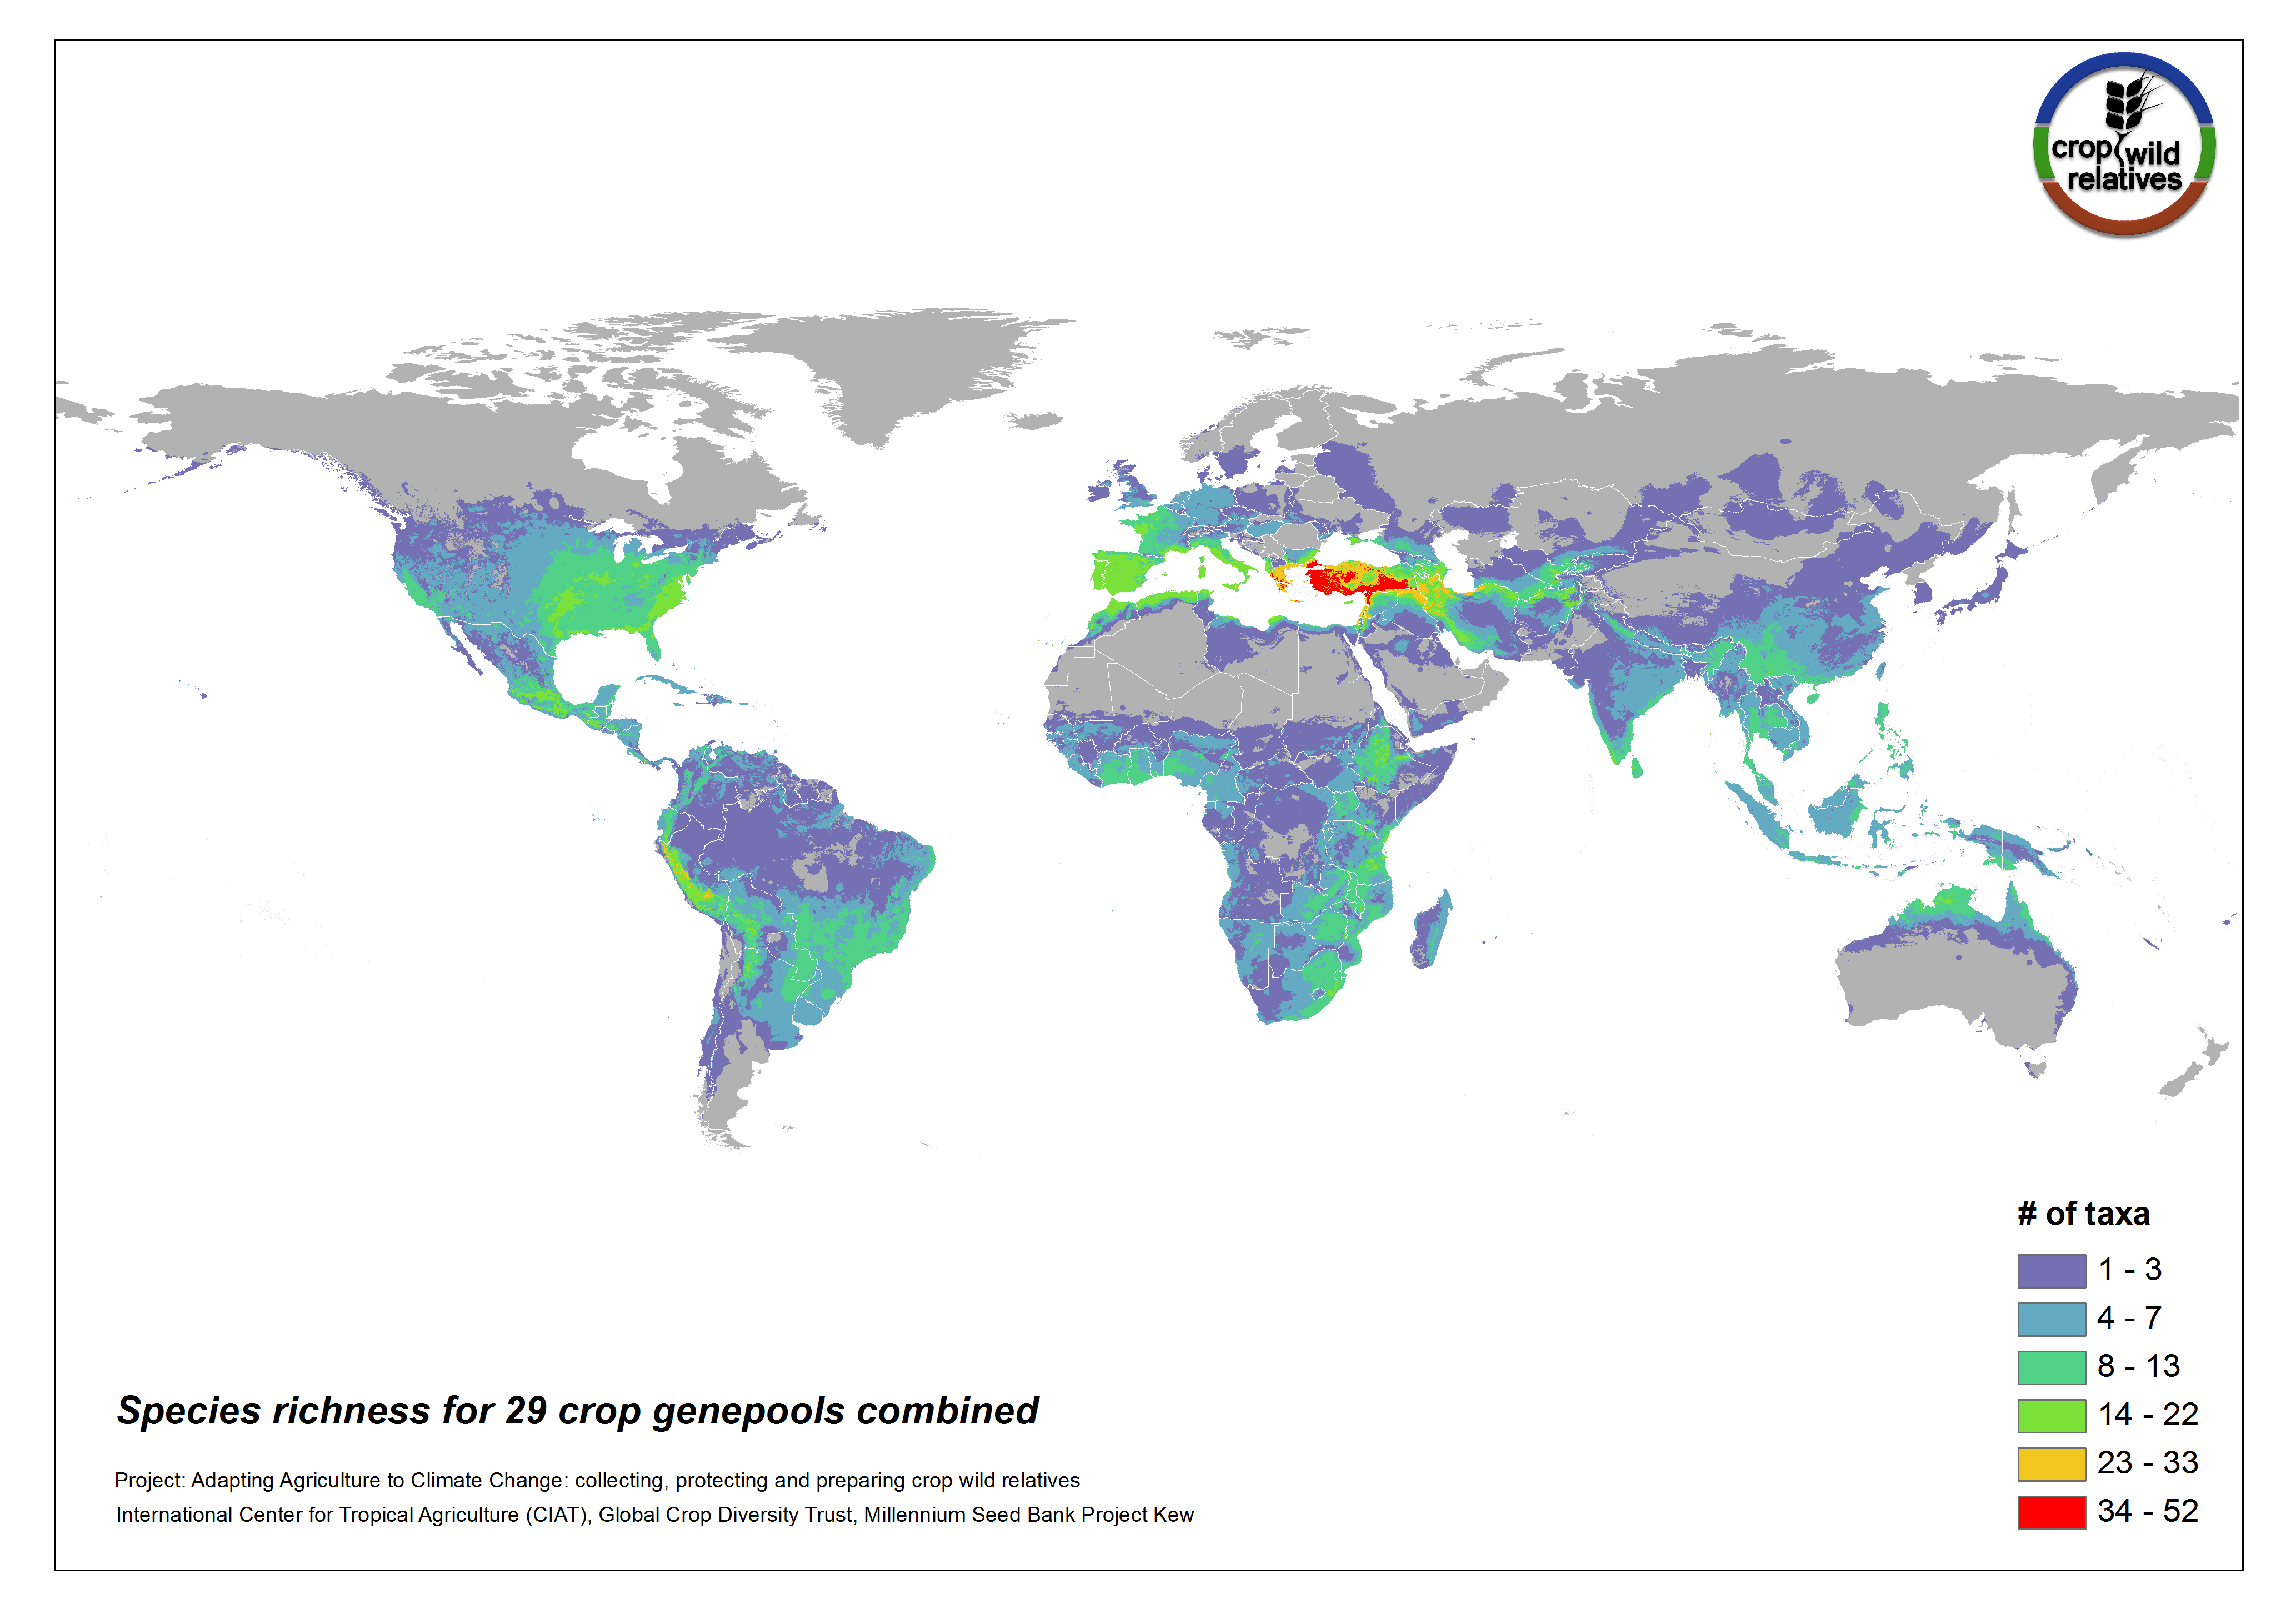 crop wild
relatives
# of taxa
1 - 3
4 - 7
8 - 13
14 - 22
23 - 33
34 - 52
Species richness for 29 crop genepools combined
Project: Adapting Agriculture to Climate Change: collecting, protecting and preparing crop wild relatives
International Center for Tropical Agriculture (CIAT), Global Crop Diversity Trust, Millennium Seed Bank Project Kew